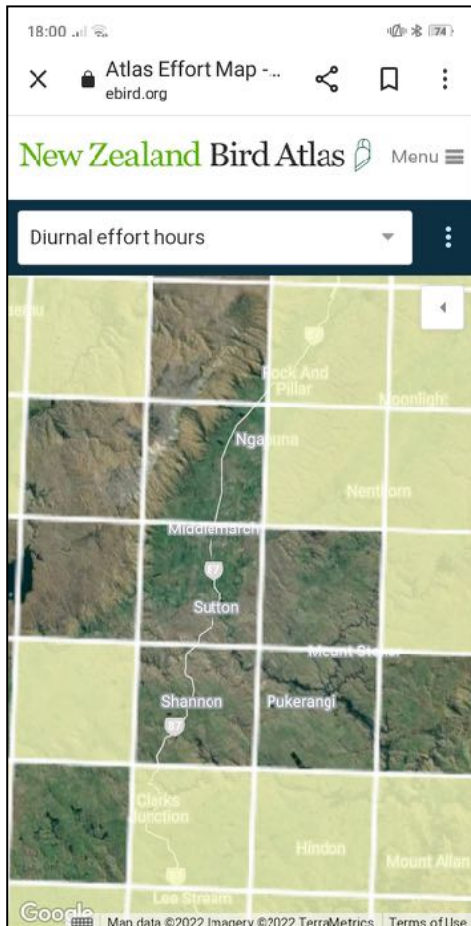 18:00
74
Atlas Effort Map -...
ebird.org
New Zealand Bird Atlas
Menu
Diurnal effort hours
87
Rock And
Pillar
Moonlight
Ngapuna
Nenthorn
Middlemarch
87
Sutton
Shannon
Pukerangi
87
Clarks
Junction
Hindon
Mount Allan
Lee Stream
Google
Map data ©2022 Imagery ©2022 TerraMetrics
Terms of Use